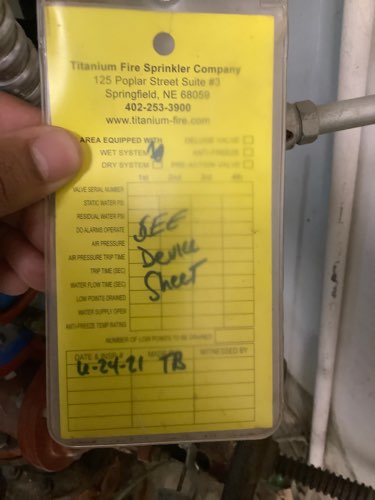 Titanium Fire Sprinkler Company
125 Poplar Street Suite #3
Springfield, NE 68059
402-253-3900
www.titanium-fire.com
AREA EQUIPPED WITH DELUGE VALVE
WET SYSTEM ANTI-FREEZE
DRY SYSTEM PRE-ACTION VALVE
1st 2nd 3rd 4th
VALVE SERIAL NUMBER
STATIC WATER PSI
RESIDUAL WATER PSI
DO ALARMS OPERATE SEE
AIR PRESSURE
AIR PRESSURE TRIP TIME Device
TRIP TIME (SEC)
WATER FLOW TIME (SEC) Sheet
LOW POINTS DRAINED
WATER SUPPLY OPEN
ANTI-FREEZE TEMP RATING
NUMBER OF LOW POINTS TO BE DRAINED
DATE & INSP.# WITNESSED BY
6-24-21 TB